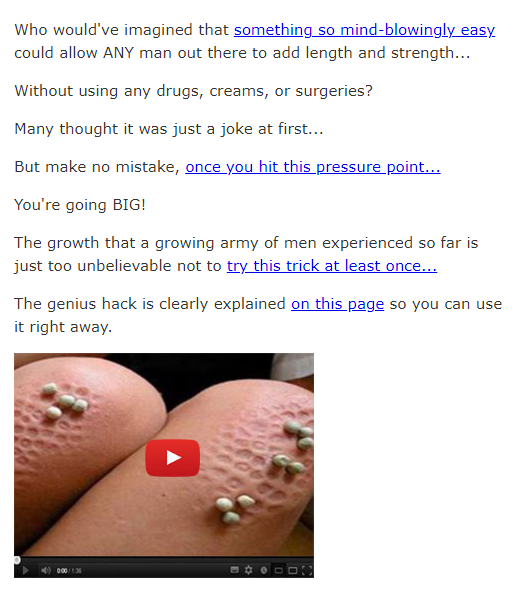 Who would've imagined that something so mind-blowingly easy
could allow ANY man out there to add length and strength...
Without using any drugs, creams, or surgeries?
Many thought it was just a joke at first...
But make no mistake, once you hit this pressure point...
You're going BIG!
The growth that a growing army of men experienced so far is
just too unbelievable not to try this trick at least once...
The genius hack is clearly explained on this page so you can use
it right away.
0:00 / 1:36